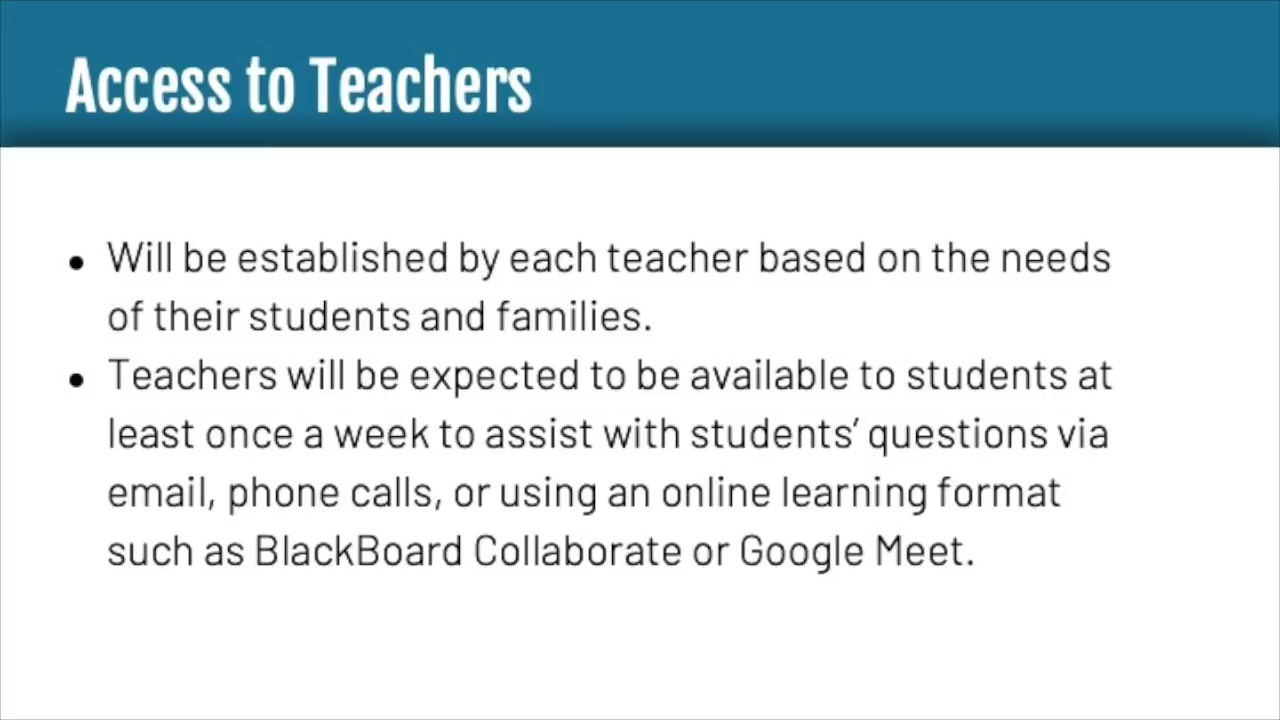 Access to Teachers
• Will be established by each teacher based on the needs
of their students and families.
• Teachers will be expected to be available to students at
least once a week to assist with students’ questions via
email, phone calls, or using an online learning format
such as BlackBoard Collaborate or Google Meet.